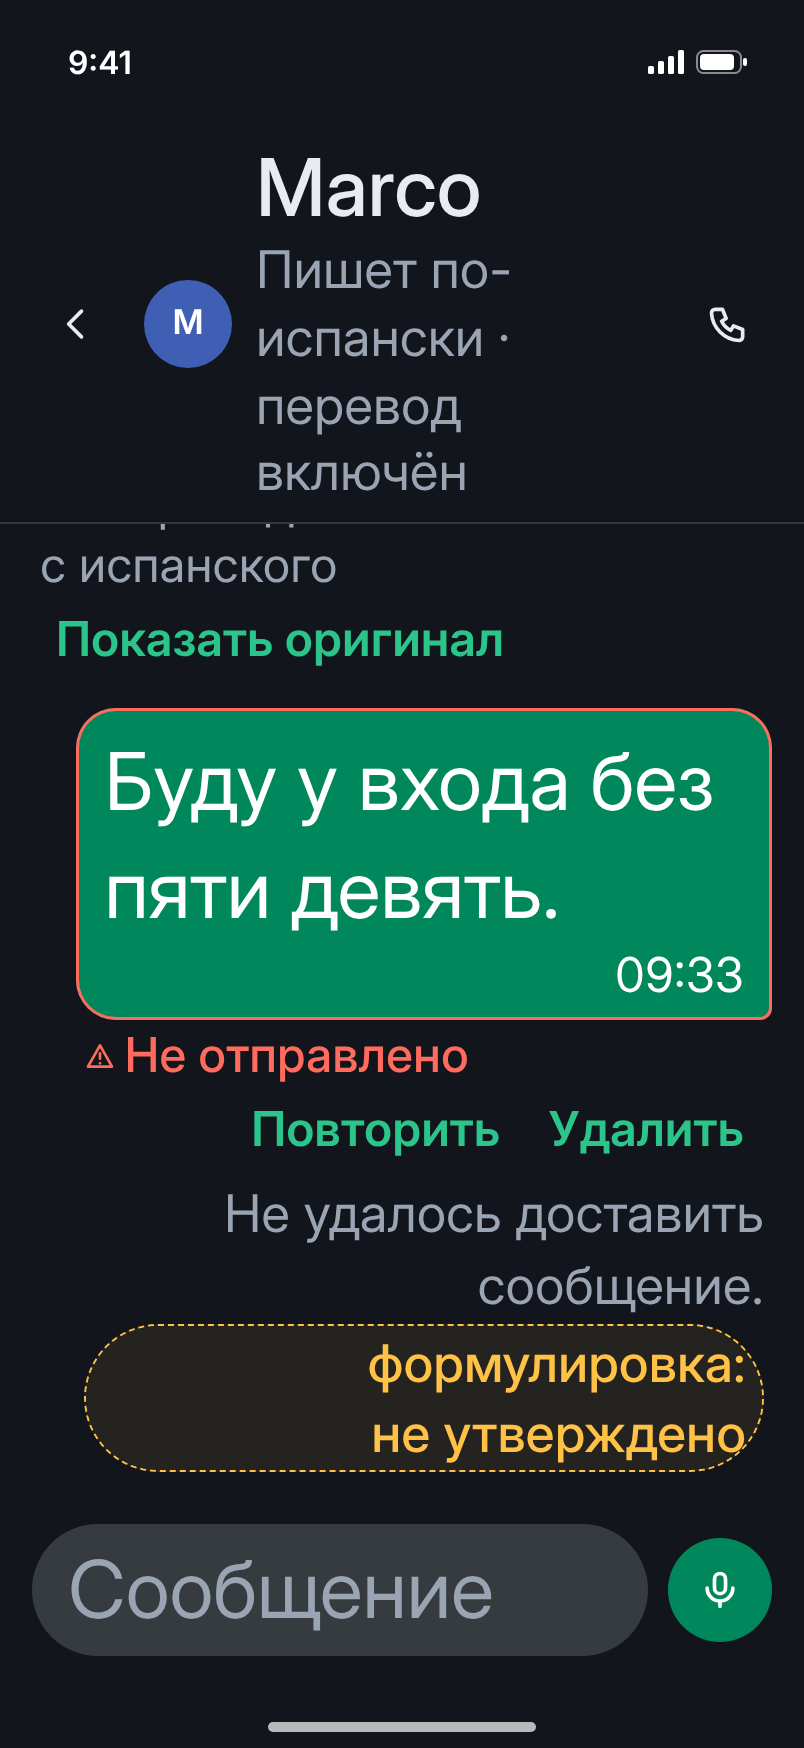 9:41
Marco
Пишет по-
испански ·
перевод
включён
M
с испанского
Показать оригинал
Буду у входа без
пяти девять.
09:33
Не отправлено
Повторить Удалить
Не удалось доставить
сообщение.
формулировка:
не утверждено
Сообщение